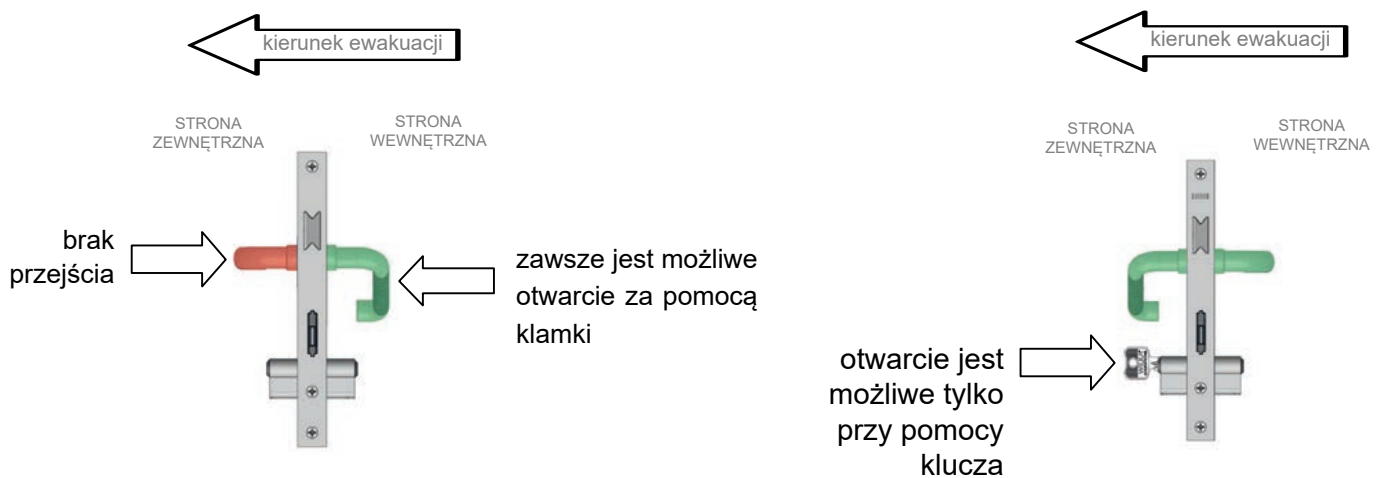 kierunek ewakuacji
STRONA
ZEWNĘTRZNA
STRONA
WEWNĘTRZNA
brak
przejścia
zawsze jest możliwe
otwarcie za pomocą
klamki
kierunek ewakuacji
STRONA
ZEWNĘTRZNA
STRONA
WEWNĘTRZNA
otwarcie jest
możliwe tylko
przy pomocy
klucza